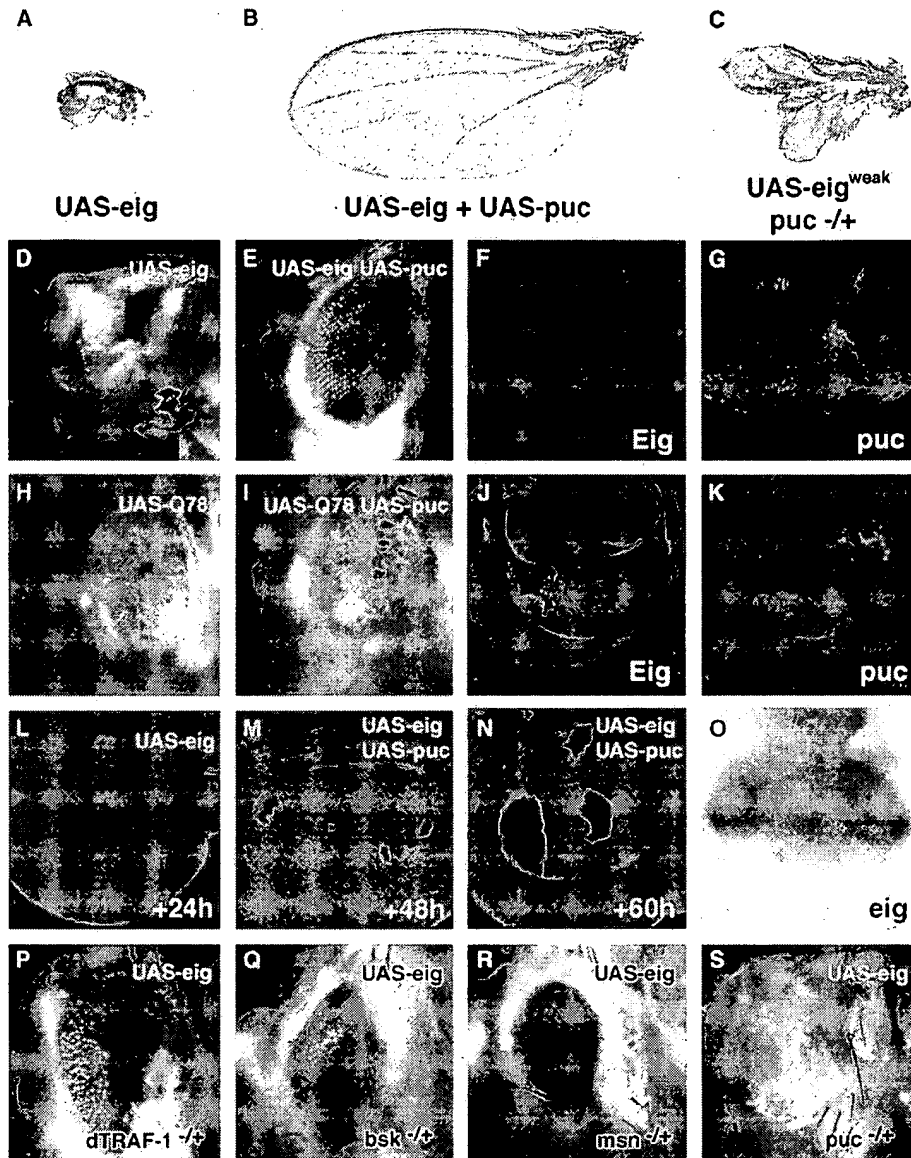 A B C
UAS-eig
UAS-eig + UAS-puc
UAS-eig^weak
puc -/+
D UAS-eig
E UAS-eig UAS-puc
F Eig
G puc
H UAS-Q78
I UAS-Q78 UAS-puc
J Eig
K puc
L UAS-eig
+24h
M UAS-eig
UAS-puc
+48h
N UAS-eig
UAS-puc
+60h
O eig
P UAS-eig
dTRAF-1 -/+
Q UAS-eig
bsk -/+
R UAS-eig
msn -/+
S UAS-eig
puc -/+